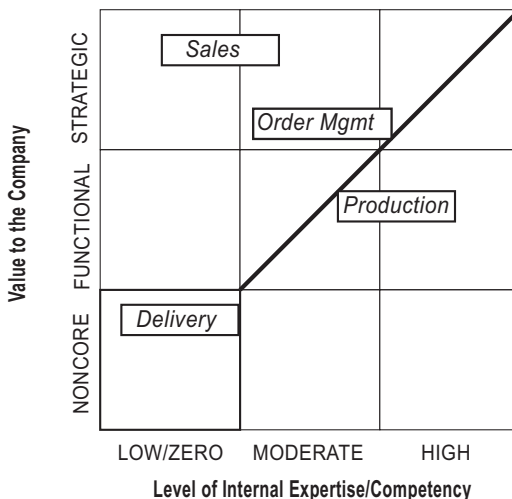 Value to the Company
STRATEGIC
FUNCTIONAL
NONCORE
Sales
Order Mgmt
Production
Delivery
LOW/ZERO MODERATE HIGH
Level of Internal Expertise/Competency